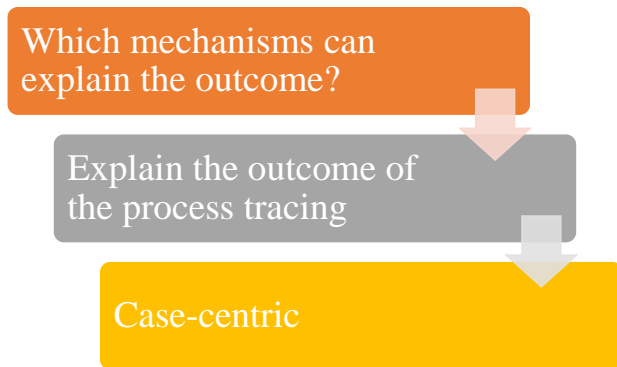 Which mechanisms can
explain the outcome?
Explain the outcome of
the process tracing
Case-centric